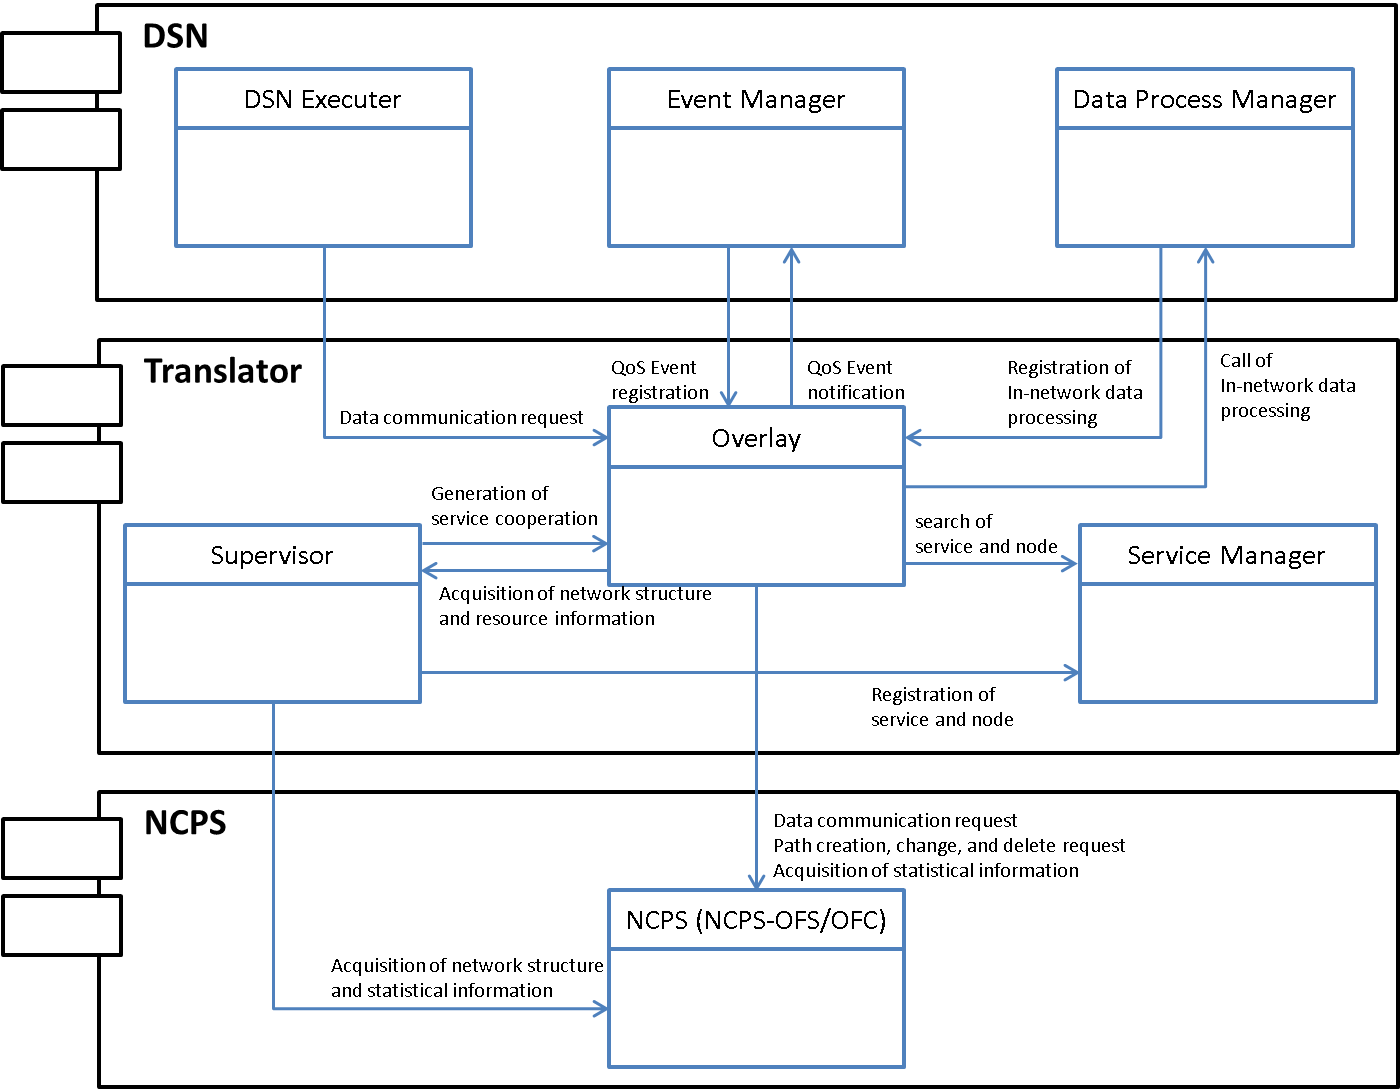 DSN
DSN Executer
Event Manager
Data Process Manager
Translator
QoS Event
registration
QoS Event
notification
Registration of
In-network data
processing
Call of
In-network data
processing
Data communication request
Overlay
Generation of
service cooperation
search of
service and node
Supervisor
Service Manager
Acquisition of network structure
and resource information
Registration of
service and node
NCPS
Data communication request
Path creation, change, and delete request
Acquisition of statistical information
NCPS (NCPS-OFS/OFC)
Acquisition of network structure
and statistical information